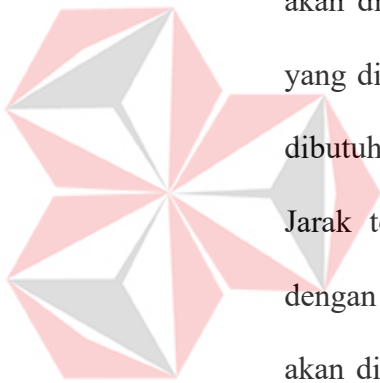 akan di
yang di
dibutuh
Jarak t
dengan
akan di